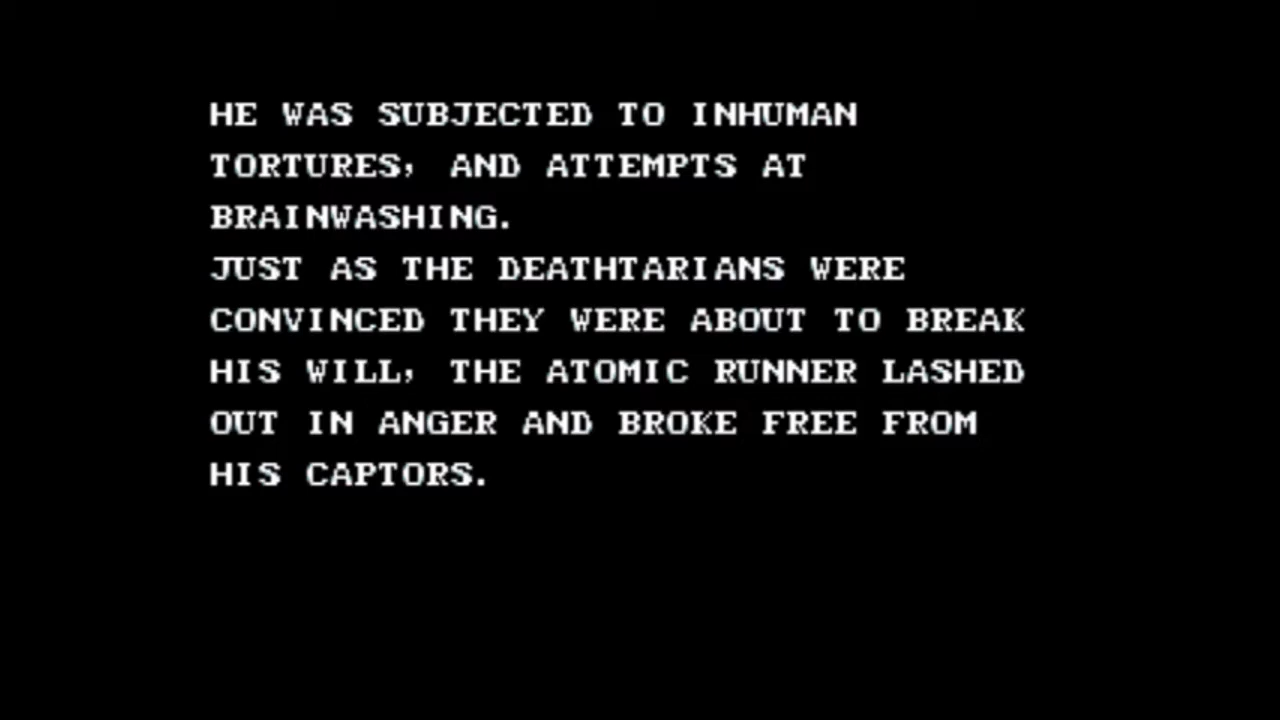 HE WAS SUBJECTED TO INHUMAN
TORTURES, AND ATTEMPTS AT
BRAINWASHING.
JUST AS THE DEATHTARIANS WERE
CONVINCED THEY WERE ABOUT TO BREAK
HIS WILL, THE ATOMIC RUNNER LASHED
OUT IN ANGER AND BROKE FREE FROM
HIS CAPTORS.